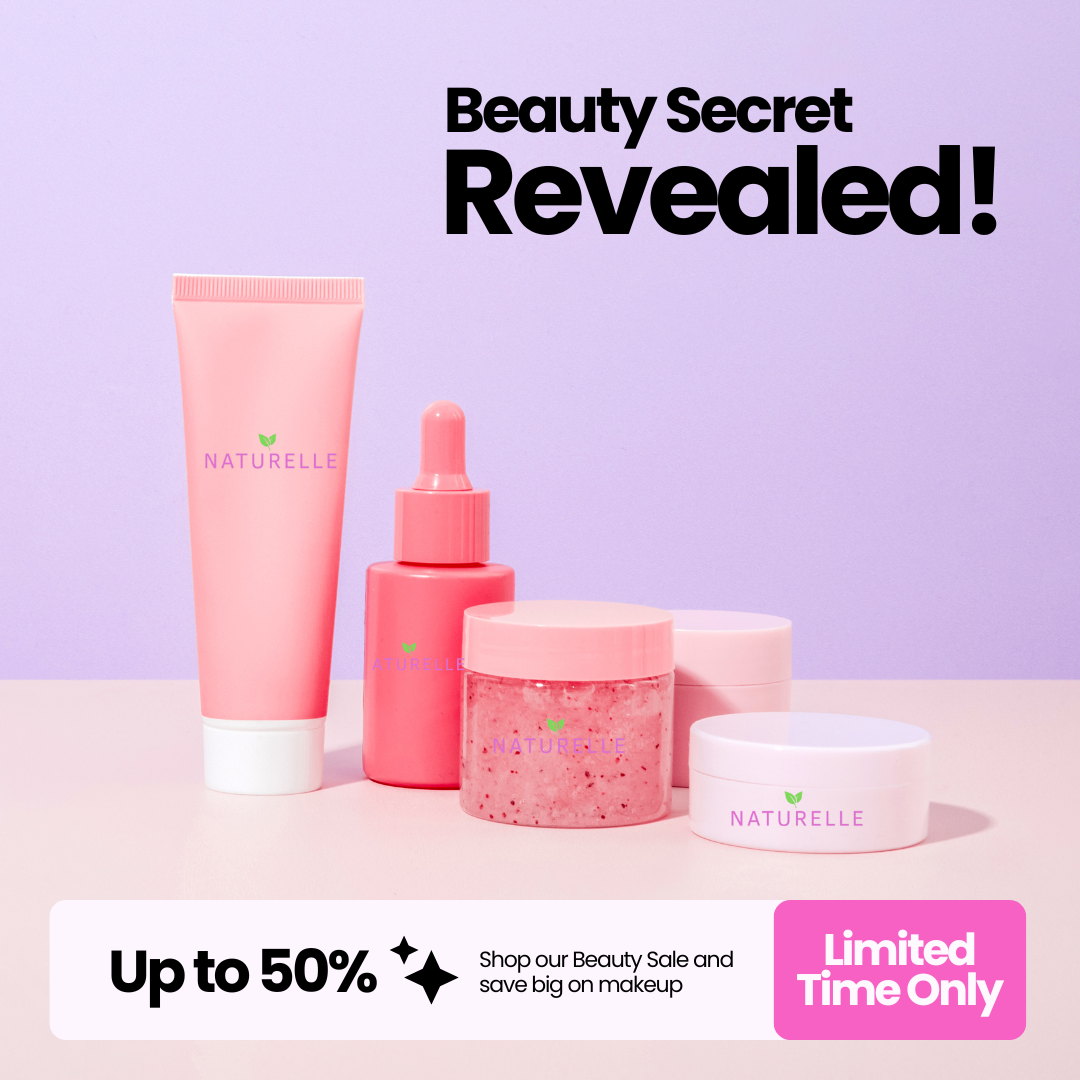 Beauty Secret
Revealed!
NATURELLE
ATURELLE
NATURELLE
NATURELLE
Up to 50%
Shop our Beauty Sale and
save big on makeup
Limited
Time Only